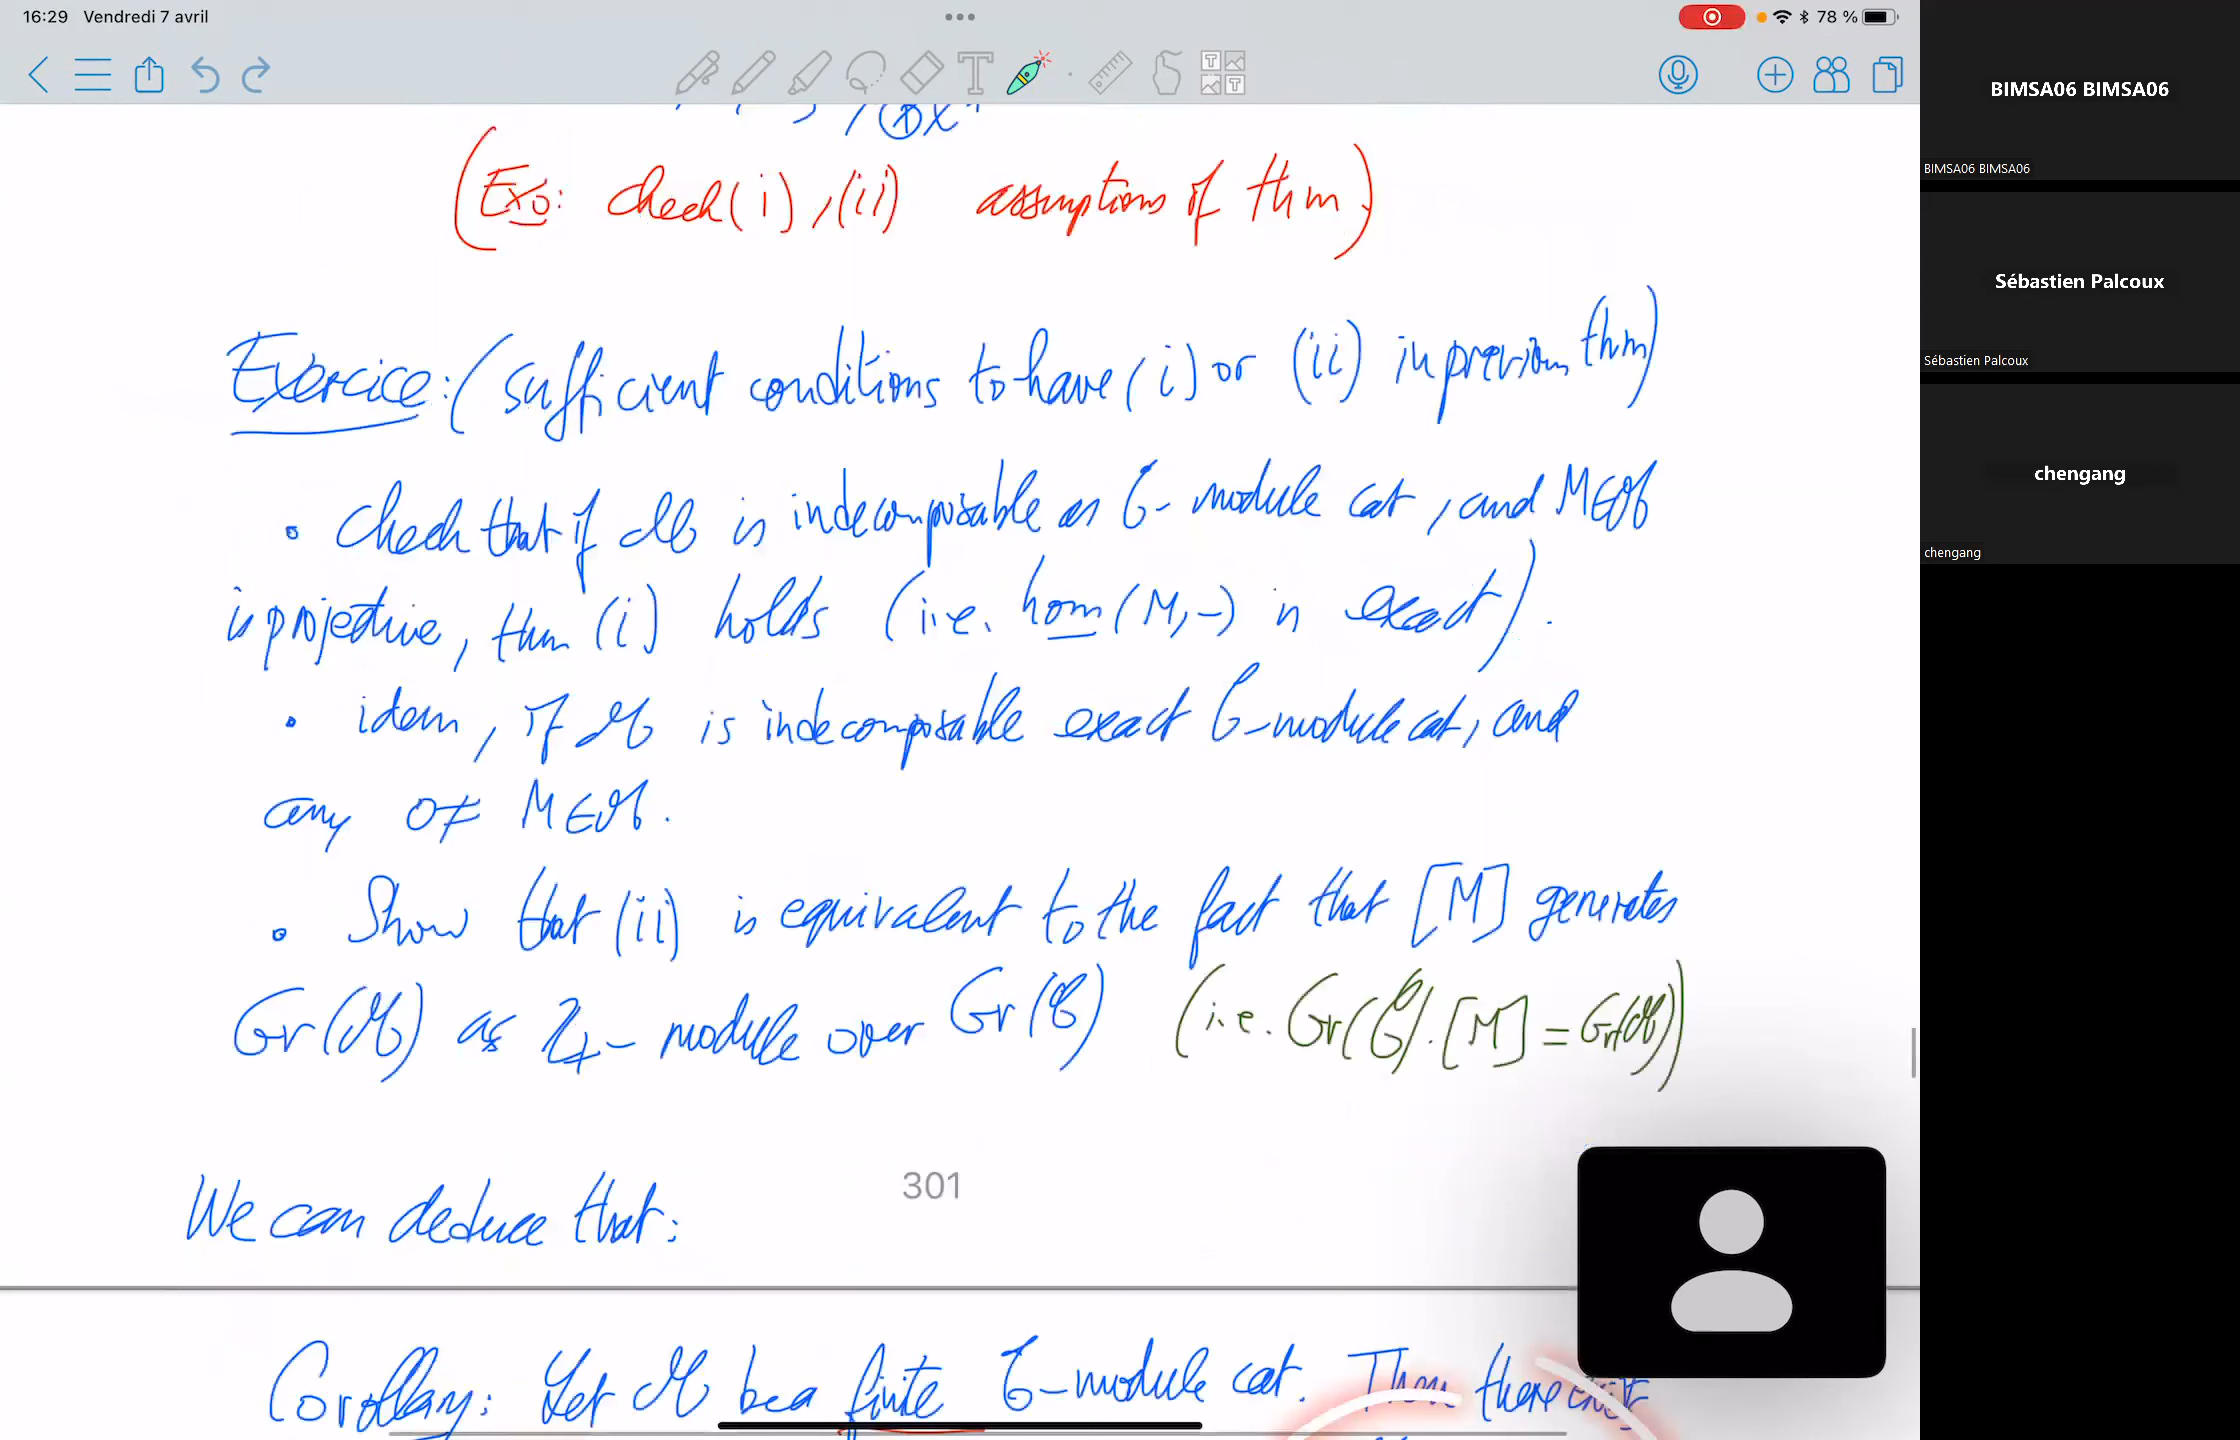 16:29 Vendredi 7 avril
78 %
(Exo: check (i), (ii) assumptions of thm)
Exercice: (sufficient conditions to have (i) or (ii) in previous thm)
• check that if M is indecomposable as C-module cat, and M ∈ M
is projective, then (i) holds (i.e. hom(M,-) is exact).
• idem, if M is indecomposable exact C-module cat, and
any 0≠ M ∈ M.
• Show that (ii) is equivalent to the fact that [M] generates
Gr(M) as Z+-module over Gr(C) (i.e. Gr(C).[M] = Gr(M))
301
We can deduce that:
Corollary: Let M be a finite C-module cat. Then there exist
BIMSA06 BIMSA06
BIMSA06 BIMSA06
Sébastien Palcoux
Sébastien Palcoux
chengang
chengang